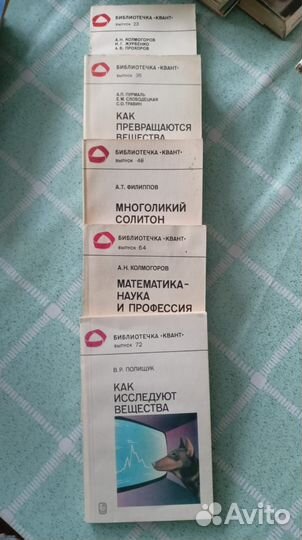 БИБЛИОТЕЧКА «КВАНТ»
ВЫПУСК 23
А. Н. КОЛМОГОРОВ
И. Г. ЖУРБЕНКО
А. В. ПРОХОРОВ
БИБЛИОТЕЧКА «КВАНТ»
выпуск 35
А.П. ПУРМАЛЬ
Е.М. СЛОБОДЕЦКАЯ
С.О. ТРАВИН
КАК
ПРЕВРАЩАЮТСЯ
ВЕЩЕСТВА
БИБЛИОТЕЧКА «КВАНТ»
ВЫПУСК 48
А.Т. ФИЛИППОВ
МНОГОЛИКИЙ
СОЛИТОН
БИБЛИОТЕЧКА «КВАНТ»
ВЫПУСК 64
А.Н. КОЛМОГОРОВ
МАТЕМАТИКА-
НАУКА
И ПРОФЕССИЯ
БИБЛИОТЕЧКА «КВАНТ»
выпуск 72
В.Р. ПОЛИЩУК
КАК
ИССЛЕДУЮТ
ВЕЩЕСТВА
Avito